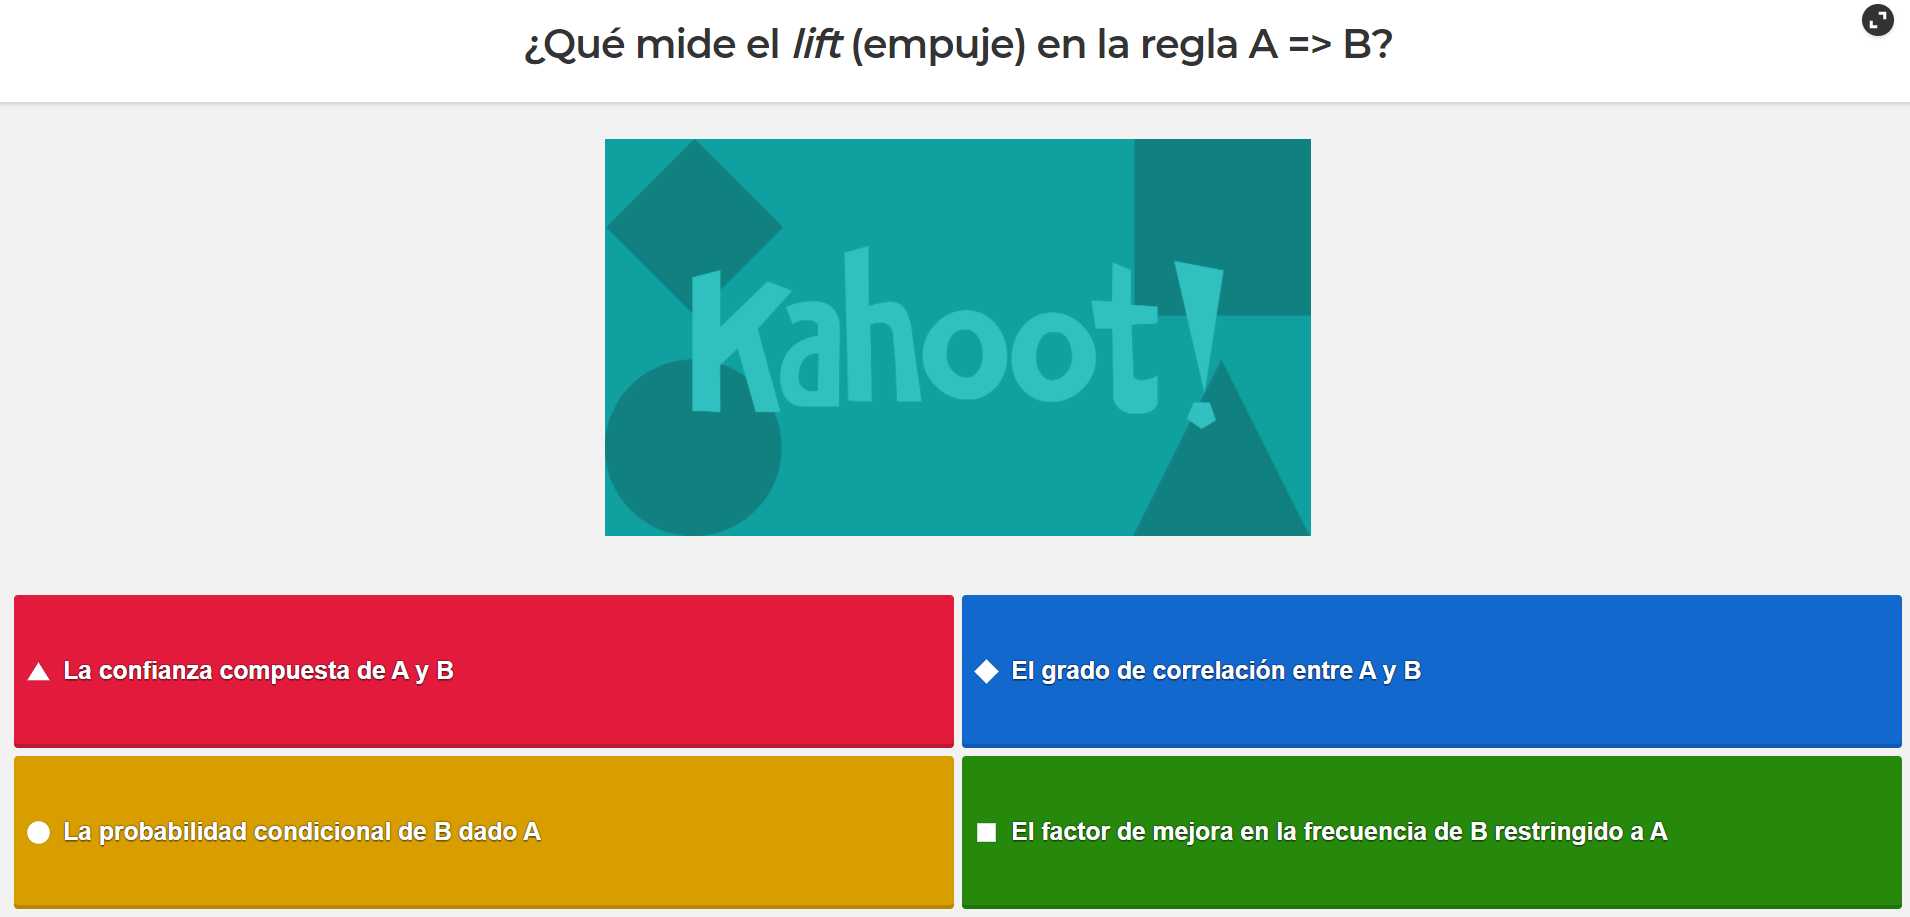 ¿Qué mide el lift (empuje) en la regla A => B?
Kahoot!
La confianza compuesta de A y B
El grado de correlación entre A y B
La probabilidad condicional de B dado A
El factor de mejora en la frecuencia de B restringido a A